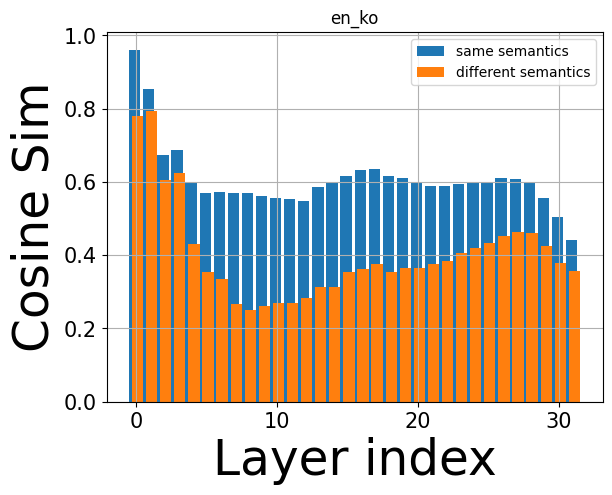 en_ko
same semantics
different semantics
Cosine Sim
1.0
0.8
0.6
0.4
0.2
0.0
0 10 20 30
Layer index